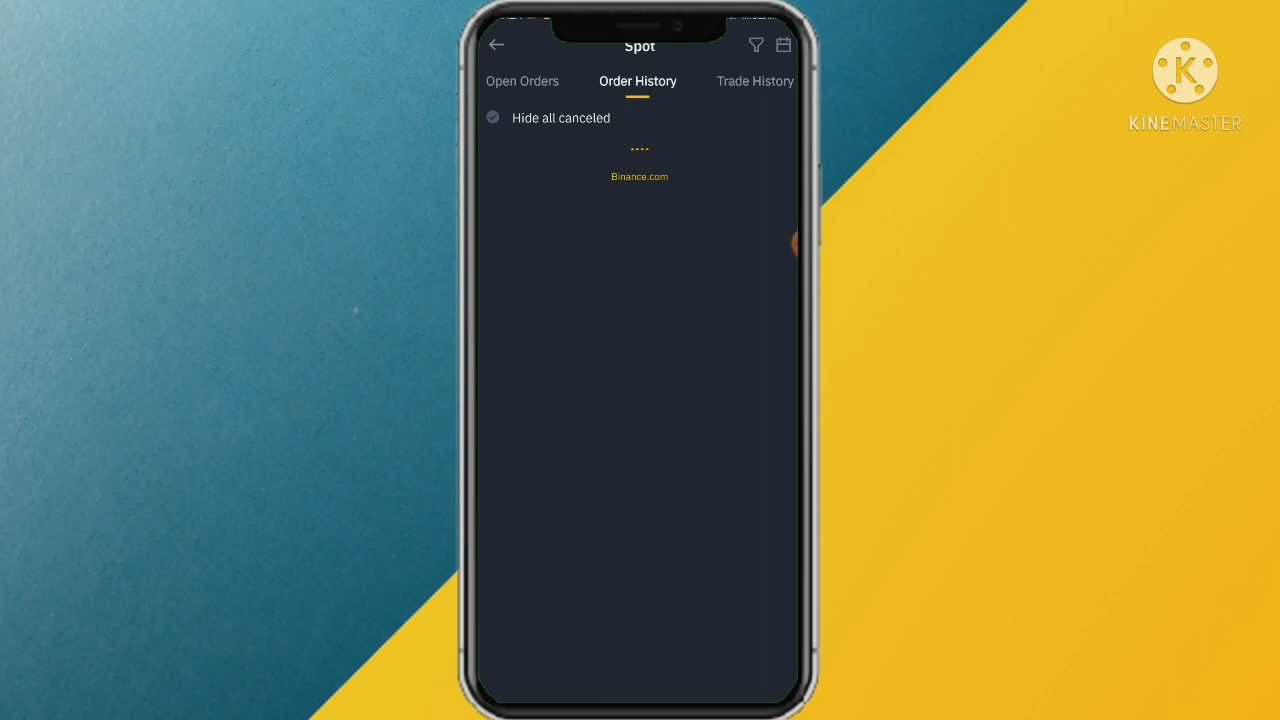 Spot
Open Orders Order History Trade History
Hide all canceled
Binance.com
K
KINEMASTER